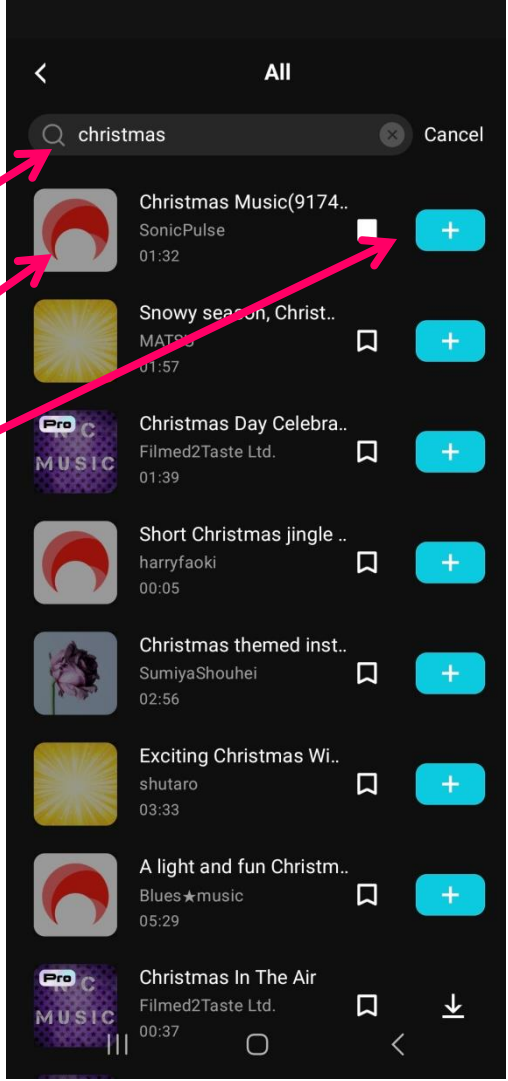 All
christmas
Cancel
Christmas Music(9174..
SonicPulse
01:32
Snowy season, Christ..
01:57
Pro
MUSIC
Christmas Day Celebra..
Filmed2Taste Ltd.
01:39
Short Christmas jingle ..
harryfaoki
00:05
Christmas themed inst..
SumiyaShouhei
02:56
Exciting Christmas Wi..
shutaro
03:33
A light and fun Christm..
Blues★music
05:29
Pro
MUSIC
Christmas In The Air
Filmed2Taste Ltd.
00:37